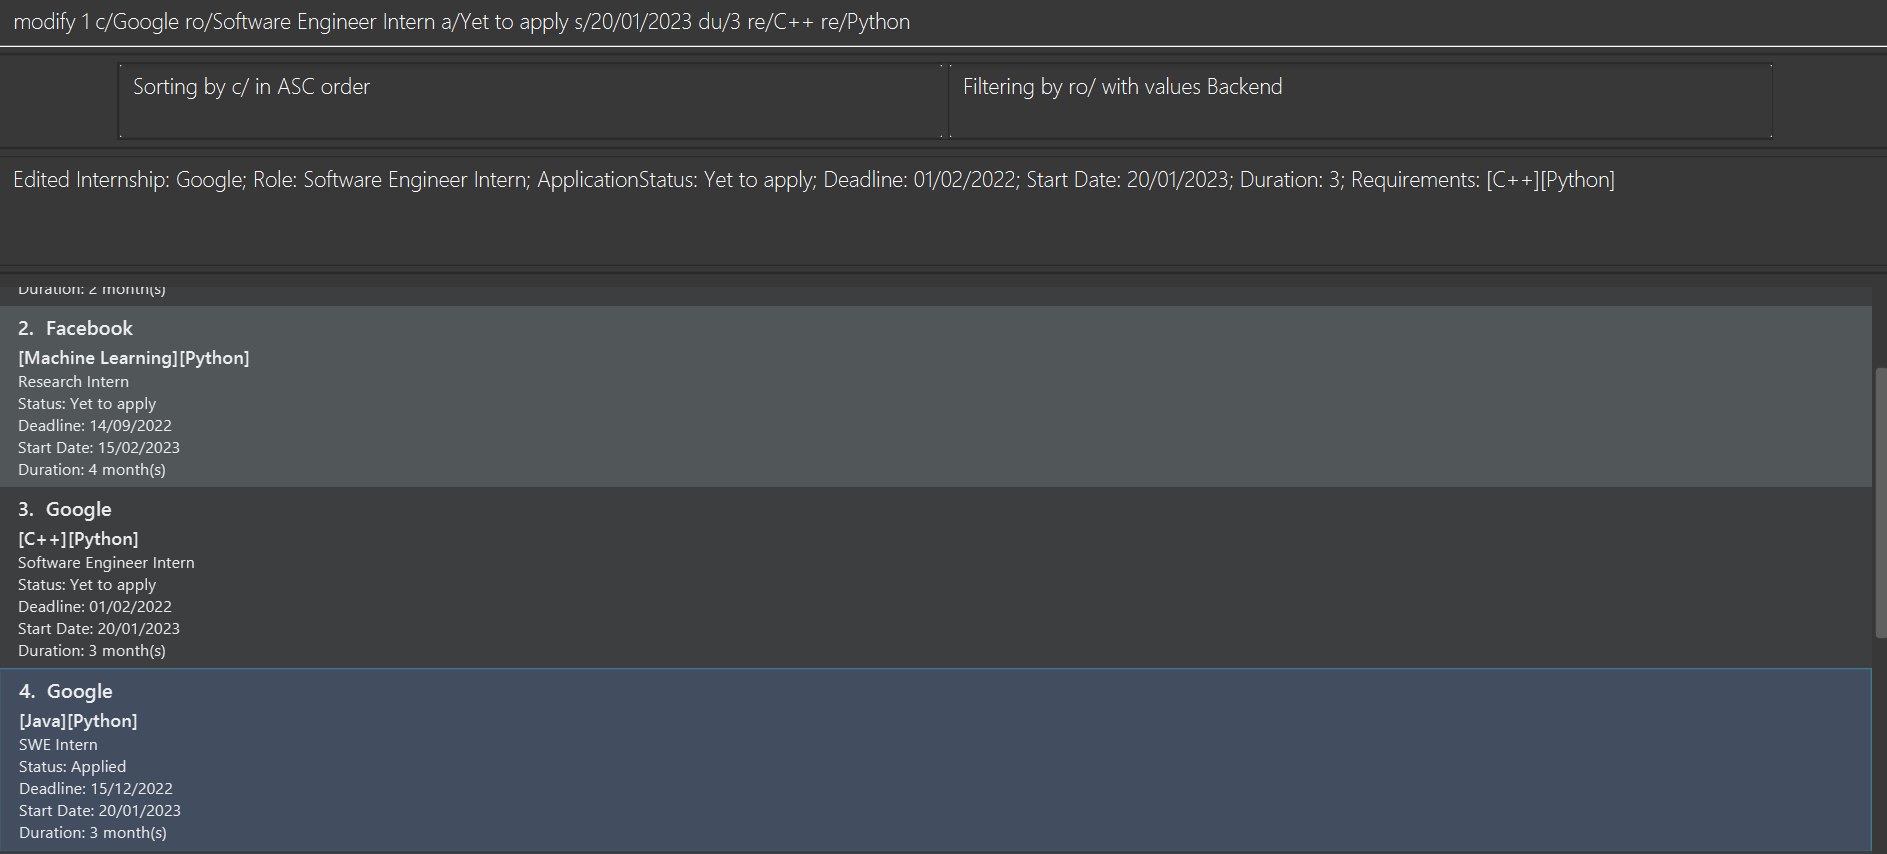 modify 1 c/Google ro/Software Engineer Intern a/Yet to apply s/20/01/2023 du/3 re/C++ re/Python
Sorting by c/ in ASC order
Filtering by ro/ with values Backend
Edited Internship: Google; Role: Software Engineer Intern; ApplicationStatus: Yet to apply; Deadline: 01/02/2022; Start Date: 20/01/2023; Duration: 3; Requirements: [C++][Python]
Duration: 2 month(s)
2. Facebook
[Machine Learning][Python]
Research Intern
Status: Yet to apply
Deadline: 14/09/2022
Start Date: 15/02/2023
Duration: 4 month(s)
3. Google
[C++][Python]
Software Engineer Intern
Status: Yet to apply
Deadline: 01/02/2022
Start Date: 20/01/2023
Duration: 3 month(s)
4. Google
[Java][Python]
SWE Intern
Status: Applied
Deadline: 15/12/2022
Start Date: 20/01/2023
Duration: 3 month(s)